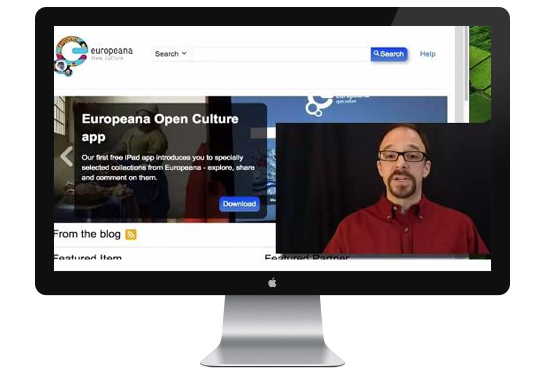 europeana
think culture
Search
Search
Help
Europeana Open Culture
app
Our first free iPad app introduces you to specially
selected collections from Europeana - explore, share
and comment on them.
Download
open culture
From the blog
Featured Item
Featured Partner